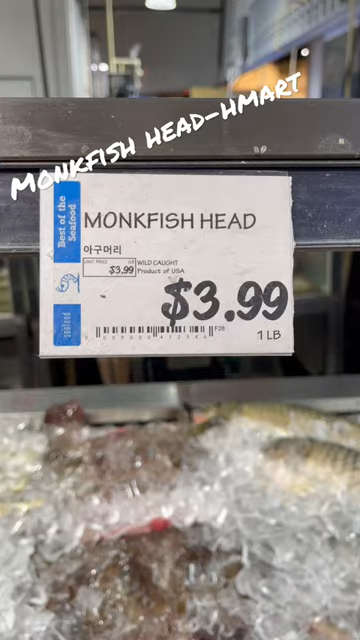 MONKFISH HEAD-HMART
Best of the
Seafood
MONKFISH HEAD
아구머리
UNIT PRICE
$3.99
WILD CAUGHT
Product of USA
$3.99
F28
1 LB
seafood